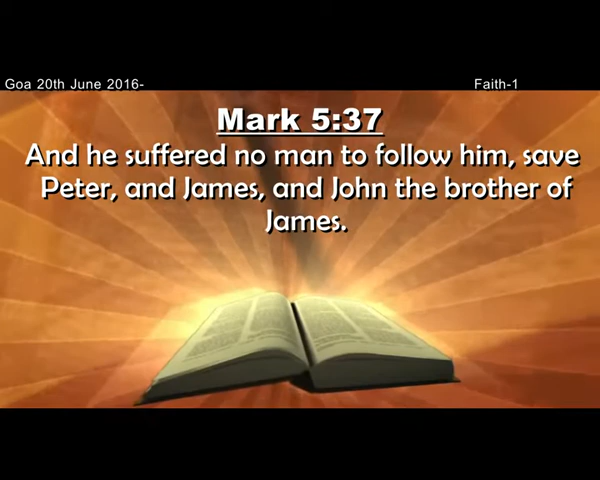 Goa 20th June 2016-
Faith-1
Mark 5:37
And he suffered no man to follow him, save
Peter, and James, and John the brother of
James.